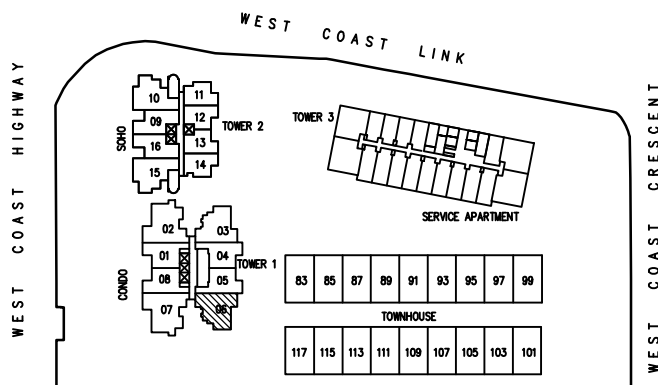 WEST COAST LINK
WEST COAST HIGHWAY
WEST COAST CRESCENT
10 11
09 12
16 13
15 14
SOHO
TOWER 2
TOWER 3
SERVICE APARTMENT
02 03
01 04
08 05
07 06
CONDO
TOWER 1
83 85 87 89 91 93 95 97 99
TOWNHOUSE
117 115 113 111 109 107 105 103 101